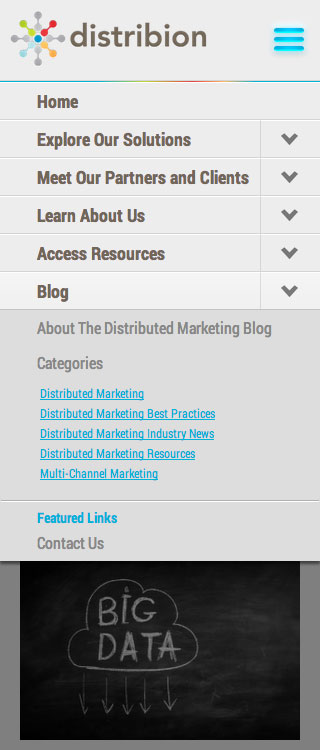 distribion
Home
Explore Our Solutions
Meet Our Partners and Clients
Learn About Us
Access Resources
Blog
About The Distributed Marketing Blog
Categories
Distributed Marketing
Distributed Marketing Best Practices
Distributed Marketing Industry News
Distributed Marketing Resources
Multi-Channel Marketing
Featured Links
Contact Us
BIG
DATA